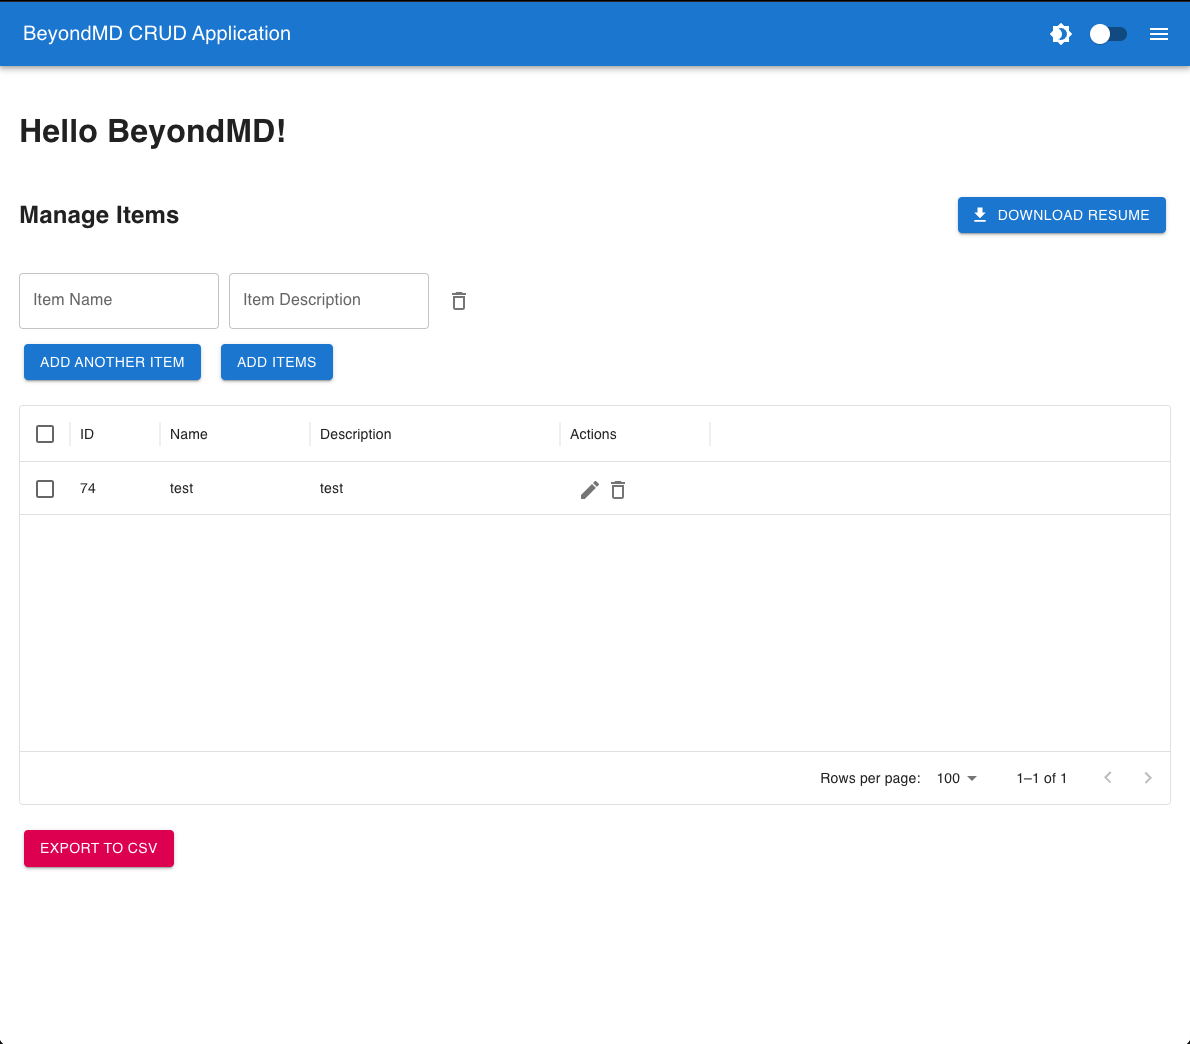 BeyondMD CRUD Application
Hello BeyondMD!
Manage Items
DOWNLOAD RESUME
Item Name Item Description
ADD ANOTHER ITEM ADD ITEMS
ID Name Description Actions
74 test test
Rows per page: 100 1–1 of 1
EXPORT TO CSV